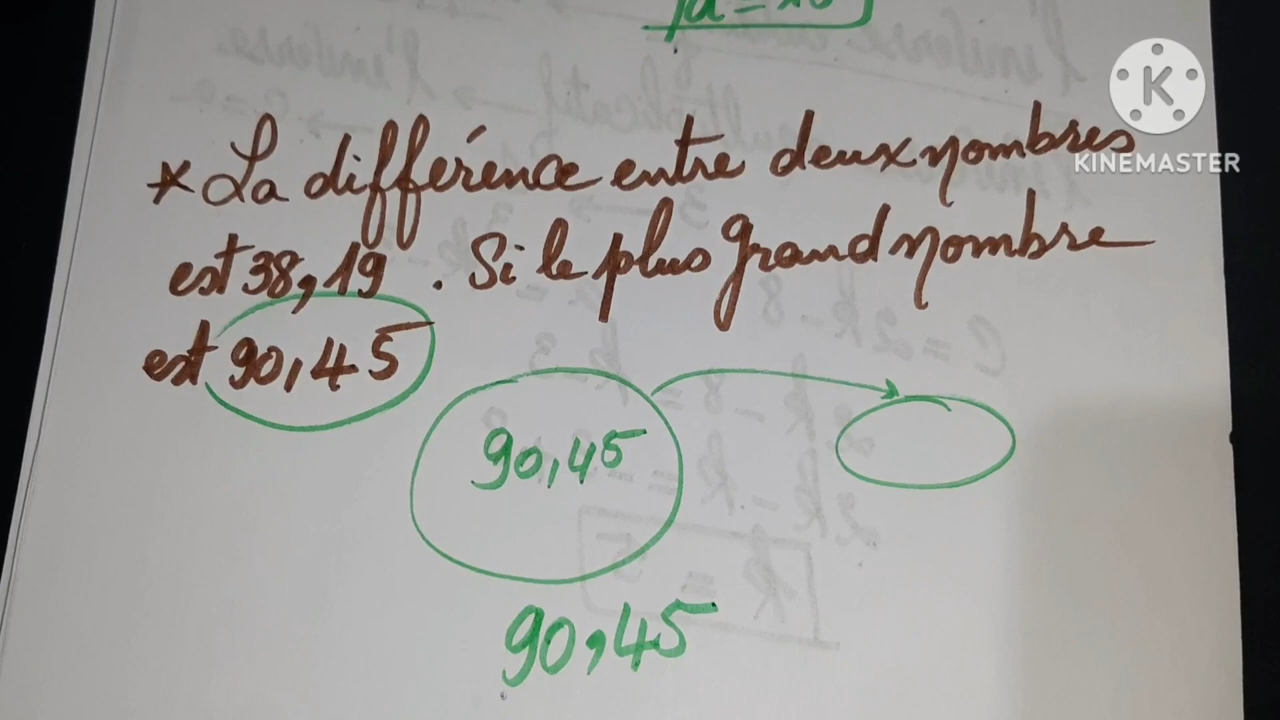 * La différence entre deux nombres
est 38,19. Si le plus grand nombre
est 90,45
90,45
90,45
K
KINEMASTER